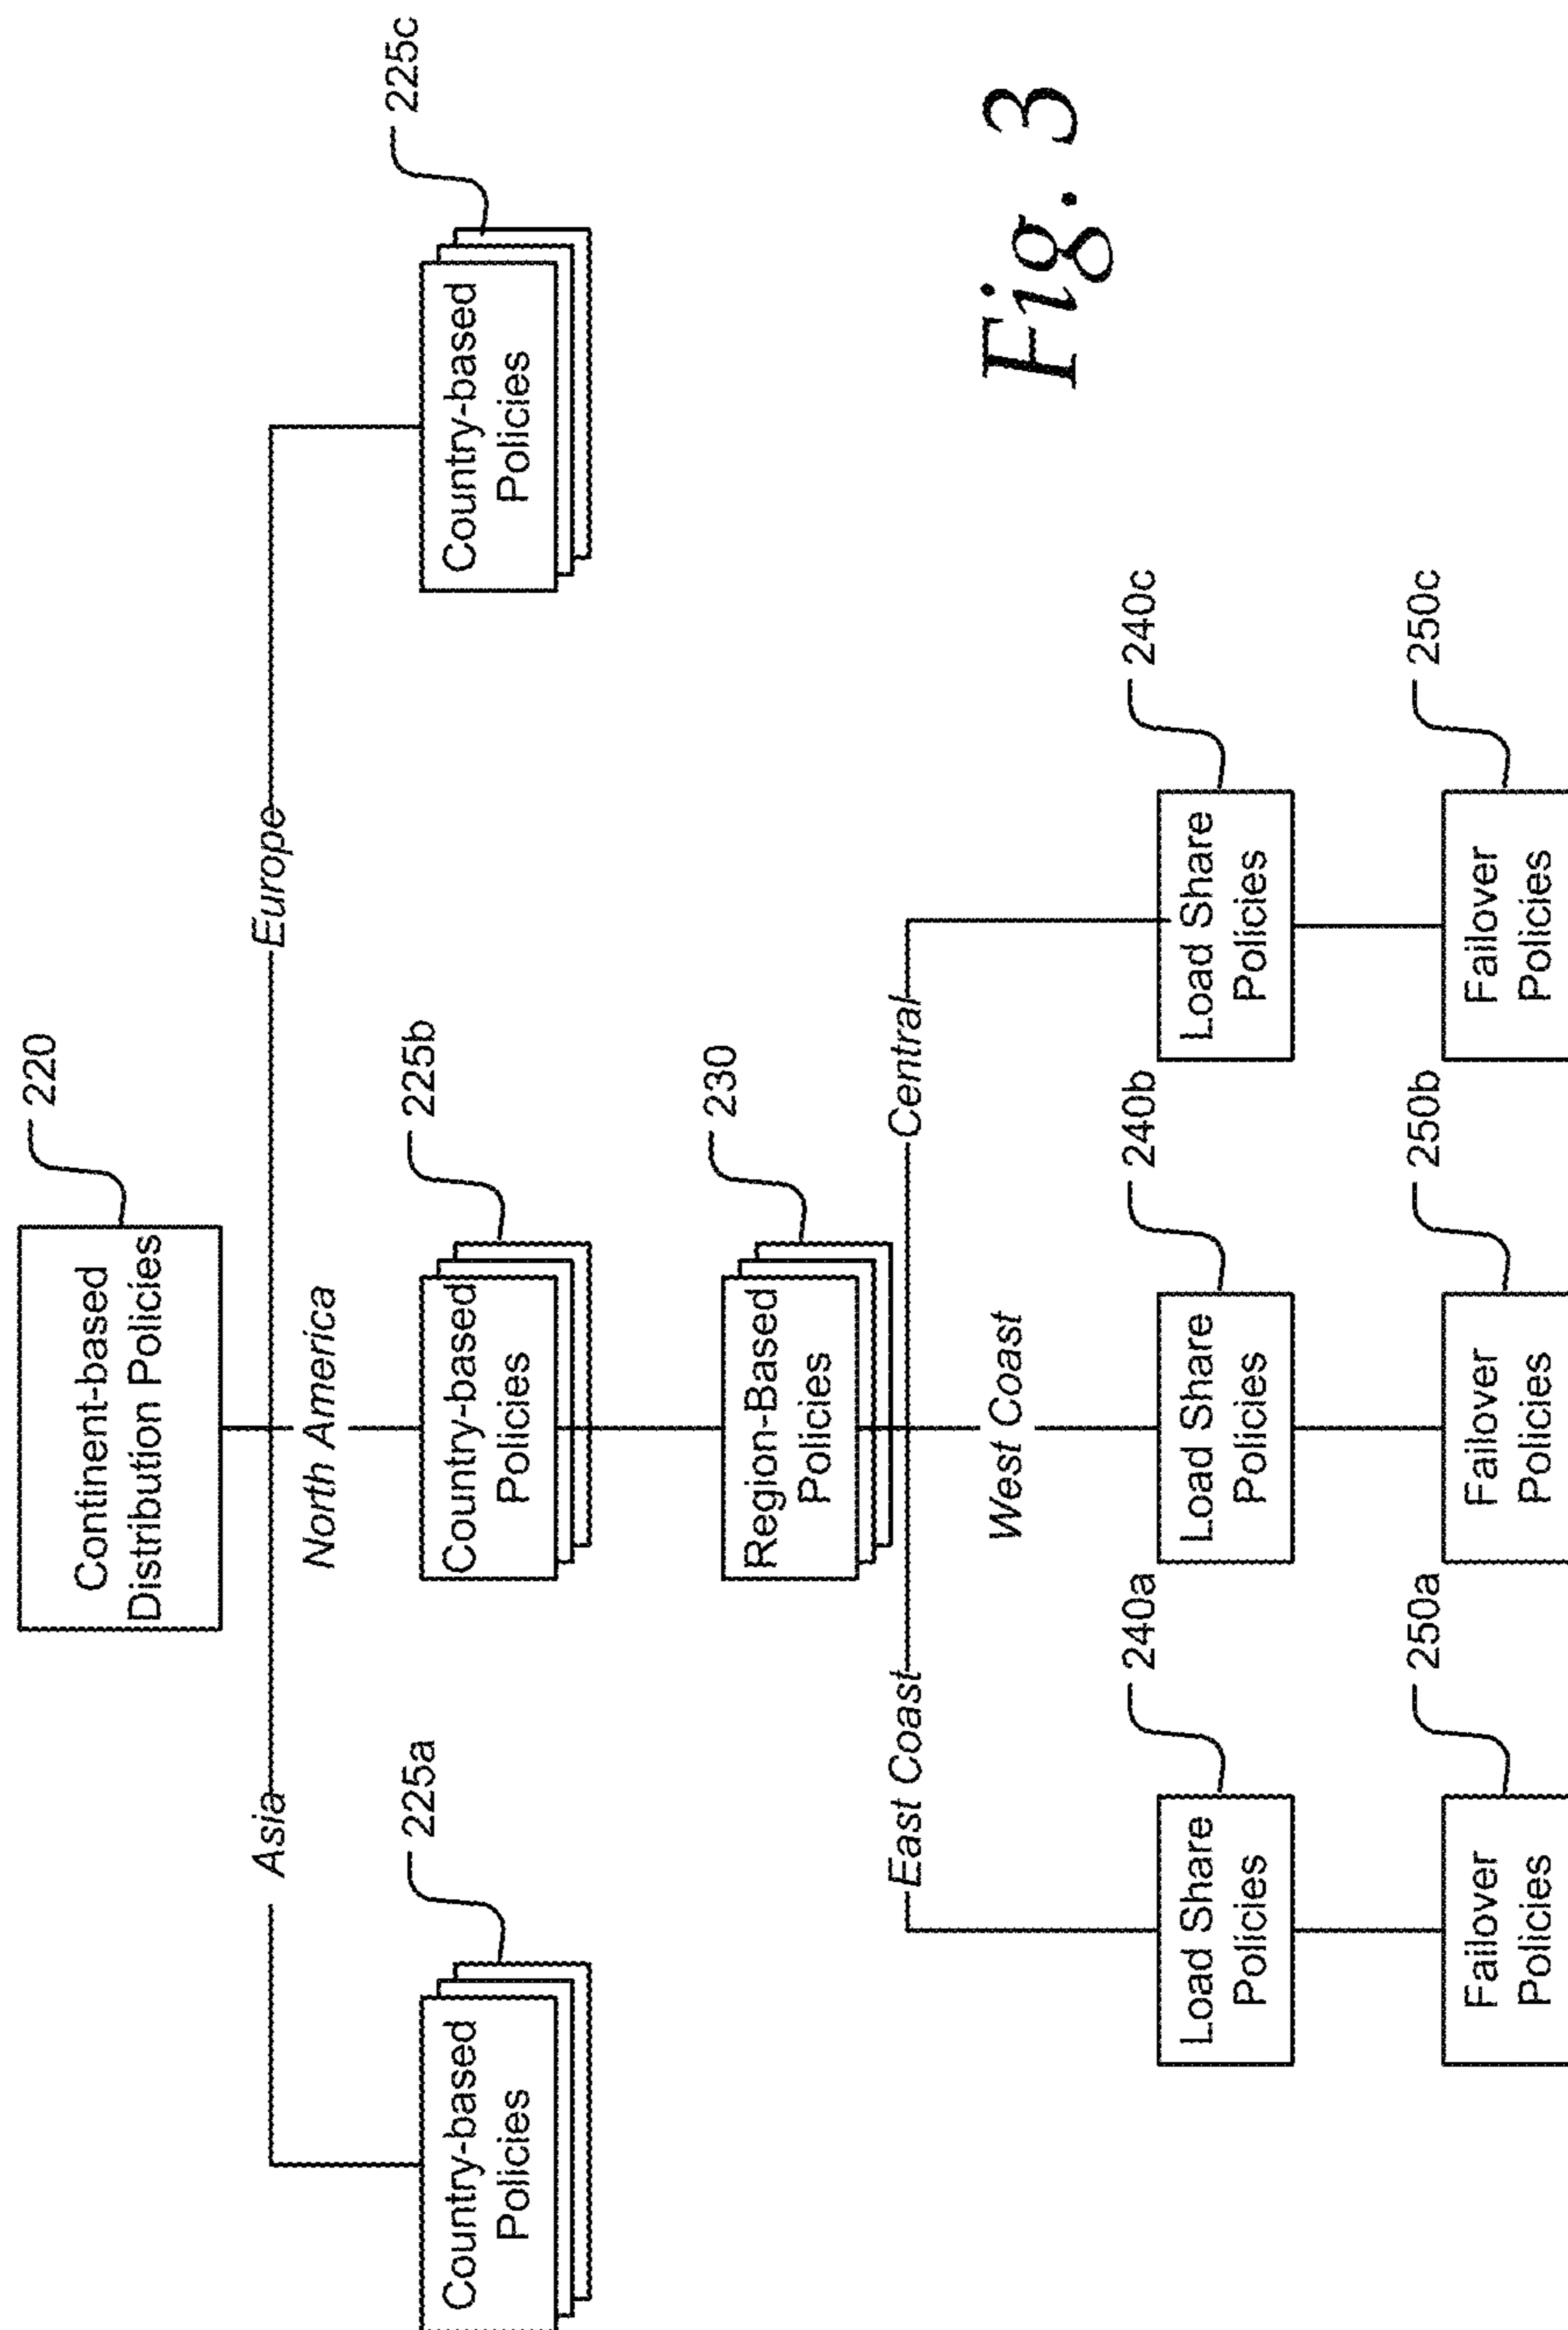 Continent-based
Distribution Policies
220
Asia
Europe
North America
Country-based
Policies
225a
Country-based
Policies
225b
Country-based
Policies
225c
Region-Based
Policies
230
East Coast
Central
West Coast
Load Share
Policies
240a
Load Share
Policies
240b
Load Share
Policies
240c
Failover
Policies
250a
Failover
Policies
250b
Failover
Policies
250c
Fig. 3